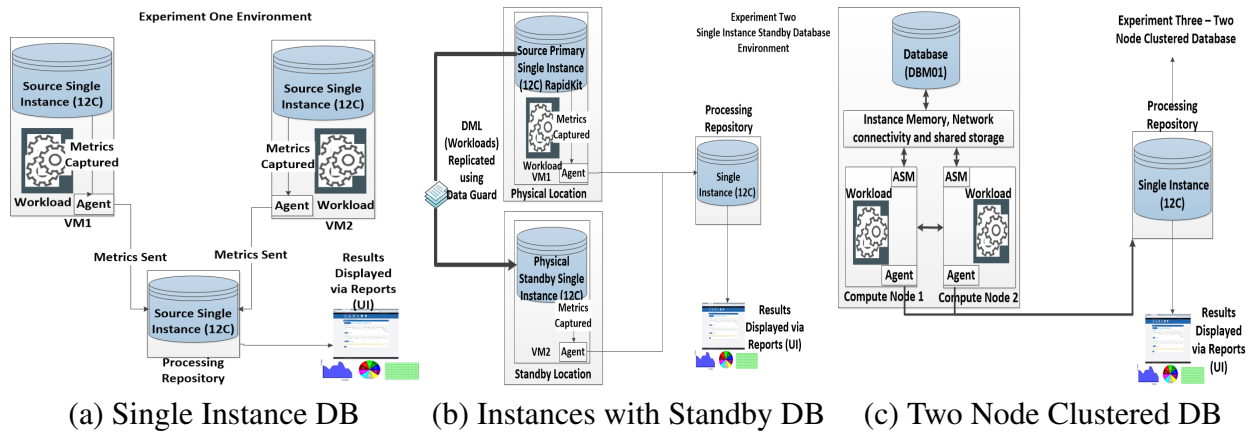 Experiment One Environment
Source Single
Instance (12C)
Metrics
Captured
Workload
Agent
VM1
Source Single
Instance (12C)
Metrics
Captured
Agent
Workload
VM2
Metrics Sent
Metrics Sent
Source Single
Instance (12C)
Processing
Repository
Results
Displayed
via Reports
(UI)
(a) Single Instance DB
Experiment Two
Single Instance Standby Database
Environment
Source Primary
Single Instance
(12C) RapidKit
Metrics
Captured
Workload
VM1
Agent
Physical Location
DML
(Workloads)
Replicated
using
Data Guard
Physical
Standby Single
Instance (12C)
Metrics
Captured
VM2
Agent
Standby Location
Processing
Repository
Single
Instance (12C)
Results
Displayed via
Reports (UI)
(b) Instances with Standby DB
Database
(DBM01)
Instance Memory, Network
connectivity and shared storage
ASM
Workload
Agent
Compute Node 1
ASM
Workload
Agent
Compute Node 2
Experiment Three – Two
Node Clustered Database
Processing
Repository
Single Instance
(12C)
Results
Displayed
via Reports
(UI)
(c) Two Node Clustered DB